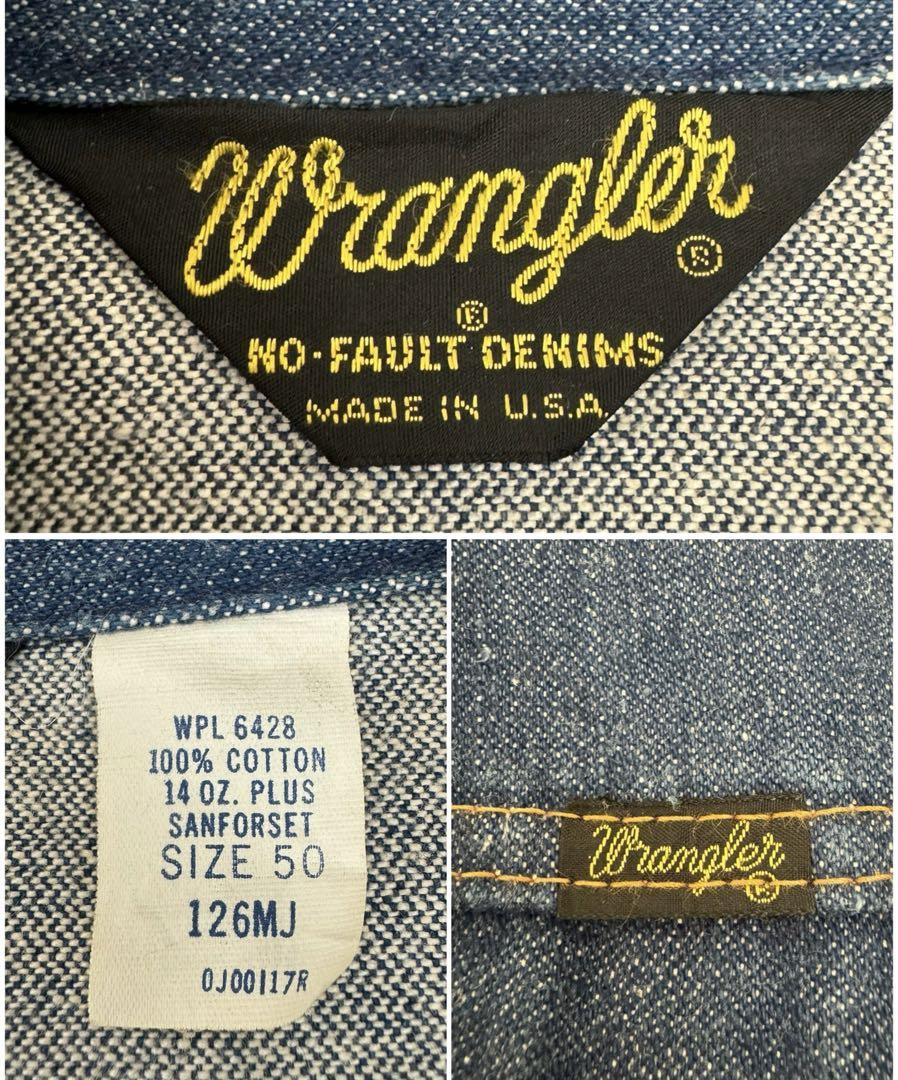 Wrangler
®
®
NO-FAULT DENIMS
MADE IN U.S.A.
WPL 6428
100% COTTON
14 OZ. PLUS
SANFORSET
SIZE 50
126MJ
0J00117R
Wrangler
®